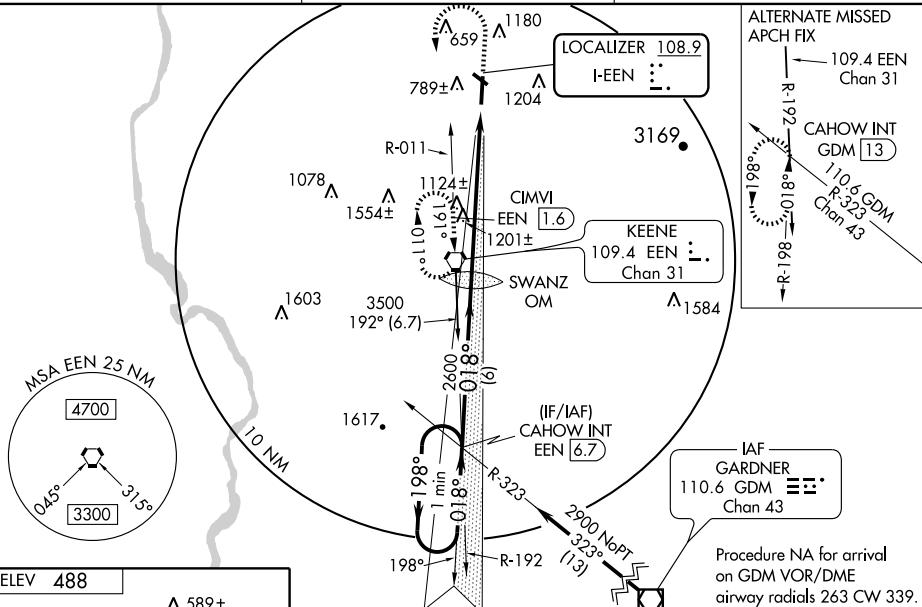 659
1180
LOCALIZER 108.9
I-EEN
789±
1204
3169
R-011
1078
1554±
1124±
191°
011°
CIMVI
EEN 1.6
1201±
KEENE
109.4 EEN
Chan 31
SWANZ
OM
1603
3500
192° (6.7)
1584
2600
018°
(6)
1617
10 NM
(IF/IAF)
CAHOW INT
EEN 6.7
198°
1 min
018°
R-323
198°
R-192
2900 NoPT
323°
(13)
IAF
GARDNER
110.6 GDM
Chan 43
Procedure NA for arrival
on GDM VOR/DME
airway radials 263 CW 339.
MSA EEN 25 NM
4700
045°
315°
3300
ELEV 488
589±
ALTERNATE MISSED
APCH FIX
109.4 EEN
Chan 31
R-192
CAHOW INT
GDM 13
198°
018°
110.6 GDM
R-323
Chan 43
R-198